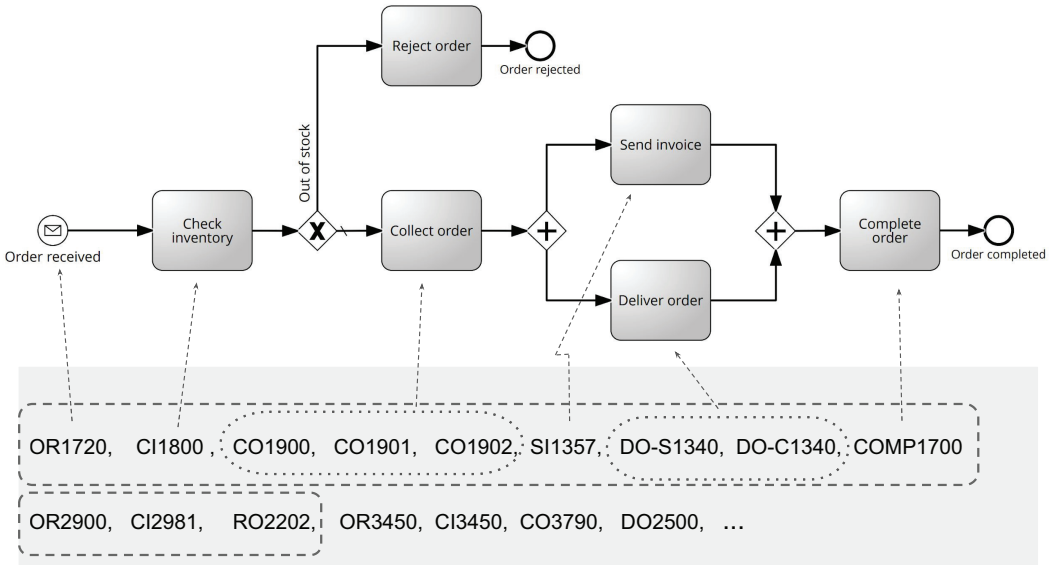 Reject order
Order rejected
Out of stock
Send invoice
Order received
Check
inventory
X
Collect order
+
+
Complete
order
Order completed
Deliver order
OR1720, CI1800 , CO1900, CO1901, CO1902, SI1357, DO-S1340, DO-C1340, COMP1700
OR2900, CI2981, RO2202, OR3450, CI3450, CO3790, DO2500, ...